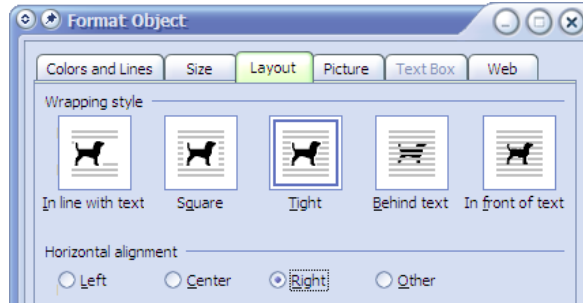 Format Object
Colors and Lines Size Layout Picture Text Box Web
Wrapping style
In line with text Square Tight Behind text In front of text
Horizontal alignment
Left Center Right Other